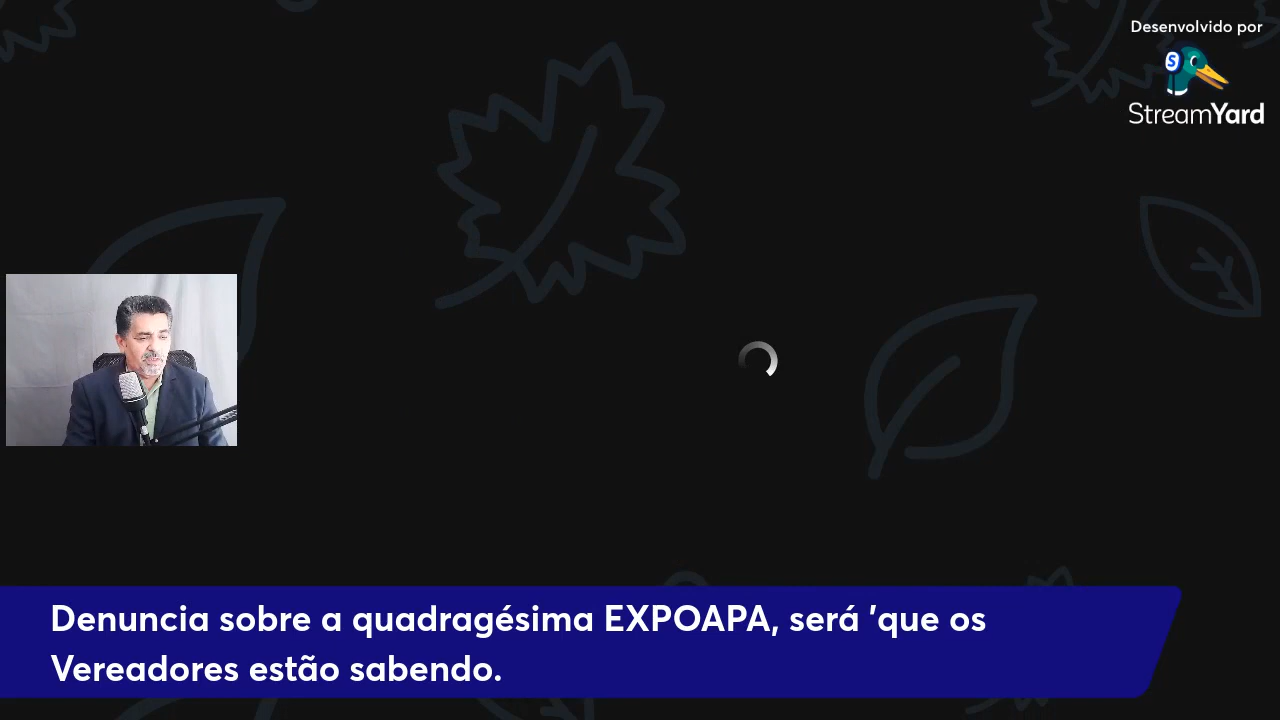 Desenvolvido por
StreamYard
Denuncia sobre a quadragésima EXPOAPA, será 'que os
Vereadores estão sabendo.